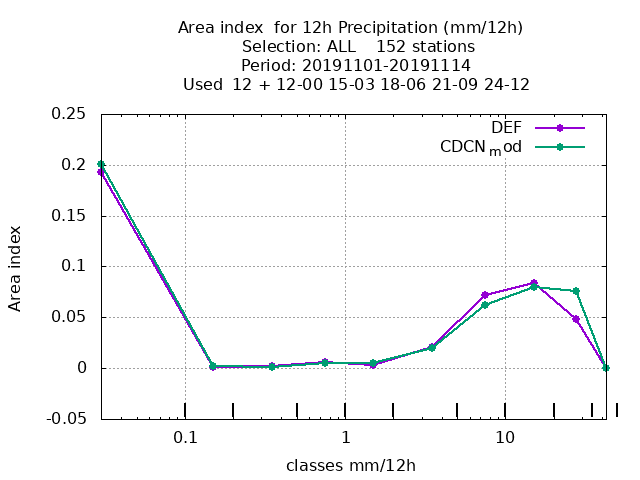 Area index  for 12h Precipitation (mm/12h)
Selection: ALL    152 stations
Period: 20191101-20191114
Used  12 + 12-00 15-03 18-06 21-09 24-12
0.25
0.2
0.15
0.1
0.05
0
-0.05
Area index
DEF
CDCNmod
0.1
1
10
classes mm/12h